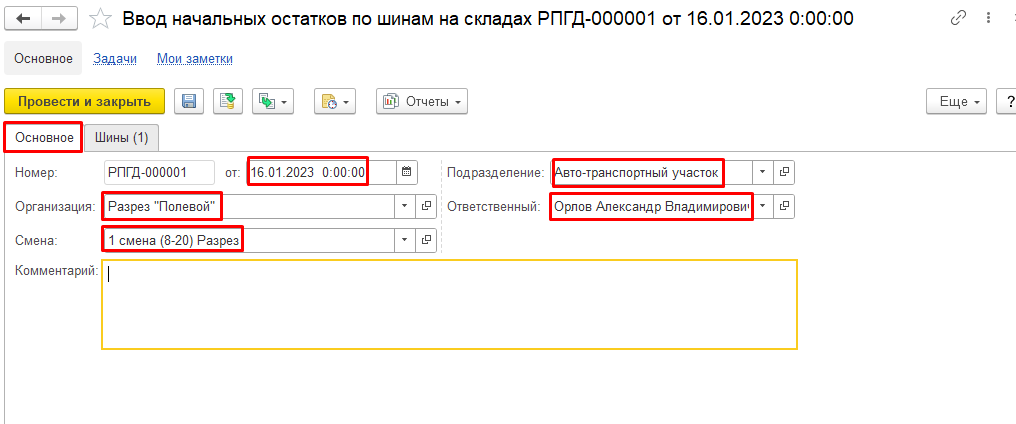 Ввод начальных остатков по шинам на складах РПГД-000001 от 16.01.2023 0:00:00
Основное Задачи Мои заметки
Провести и закрыть Отчеты Еще ?
Основное Шины (1)
Номер: РПГД-000001 от: 16.01.2023 0:00:00 Подразделение: Авто-транспортный участок
Организация: Разрез "Полевой" Ответственный: Орлов Александр Владимирович
Смена: 1 смена (8-20) Разрез
Комментарий: